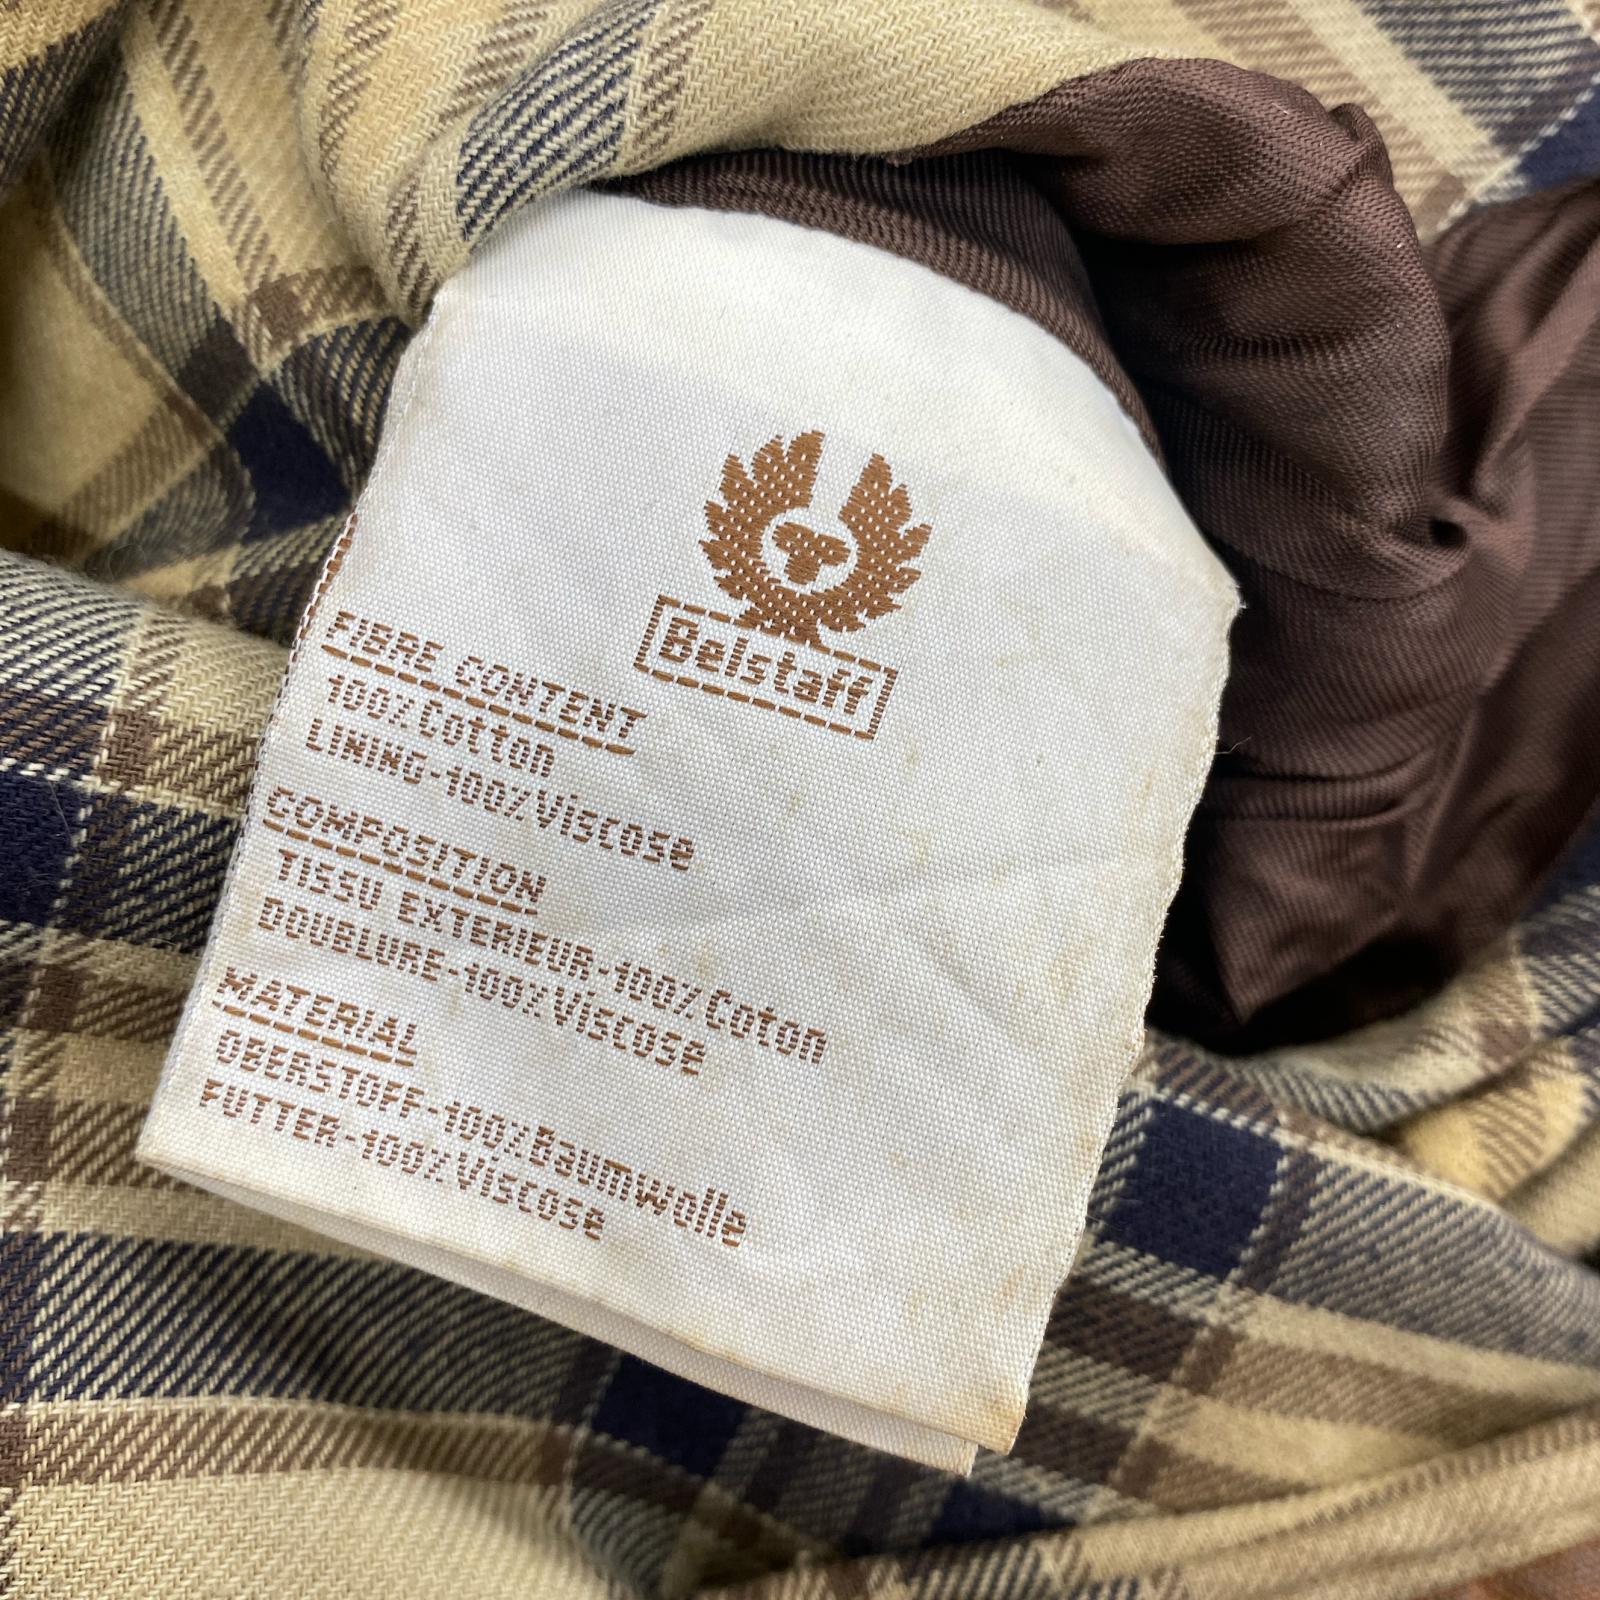 Belstaff
FIBRE CONTENT
100% Cotton
LINING-100% Viscose
COMPOSITION
TISSU EXTERIEUR-100% Coton
DOUBLURE-100% Viscose
MATERIAL
OBERSTOFF-100% Baumwolle
FUTTER-100% Viscose